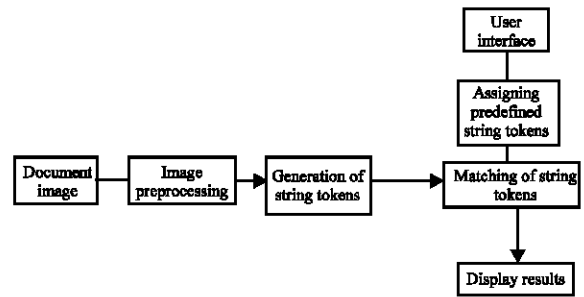 User
interface
Assigning
predefined
string tokens
Document
image
Image
preprocessing
Generation of
string tokens
Matching of string
tokens
Display results